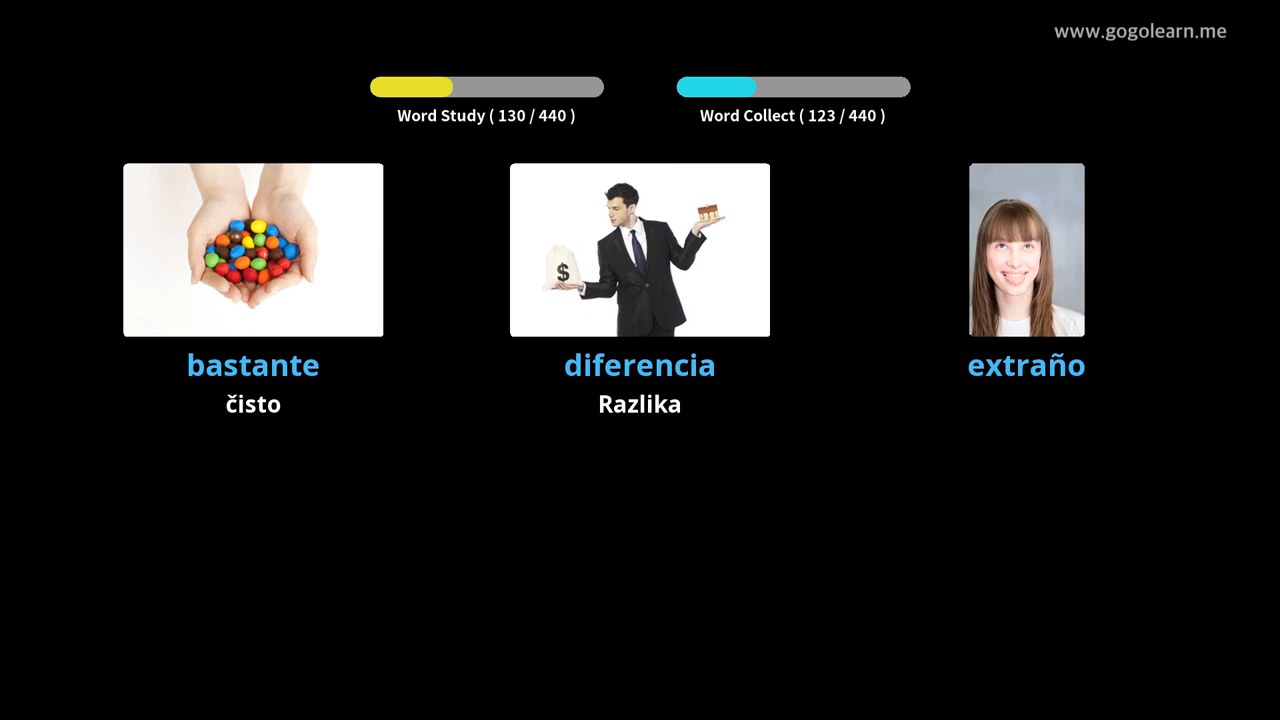 www.gogolearn.me
Word Study ( 130 / 440 )
Word Collect ( 123 / 440 )
bastante
čisto
diferencia
Razlika
extraño